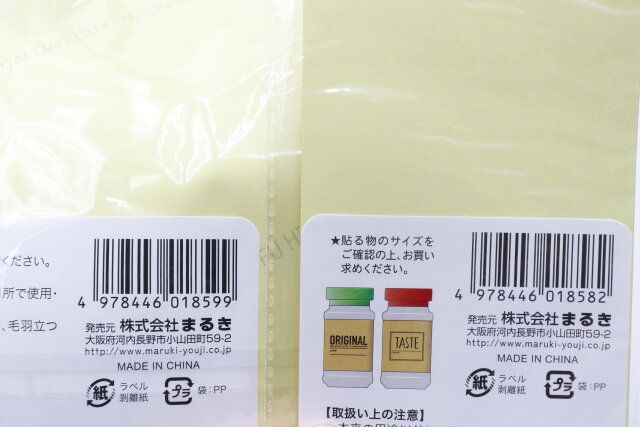 ください。
所で使用・
、毛羽立つ
4 978446 018599
発売元 株式会社 まるき
大阪府河内長野市小山田町59-2
http://www.maruki-youji.co.jp
MADE IN CHINA
紙 ラベル
剥離紙
プラ 袋:PP
★貼る物のサイズを
ご確認の上、お買い
求めください。
ORIGINAL
TASTE
【取扱い上の注意】
4 978446 018582
発売元 株式会社 まるき
大阪府河内長野市小山田町59-2
http://www.maruki-youji.co.jp
MADE IN CHINA
紙 ラベル
剥離紙
プラ 袋:PP